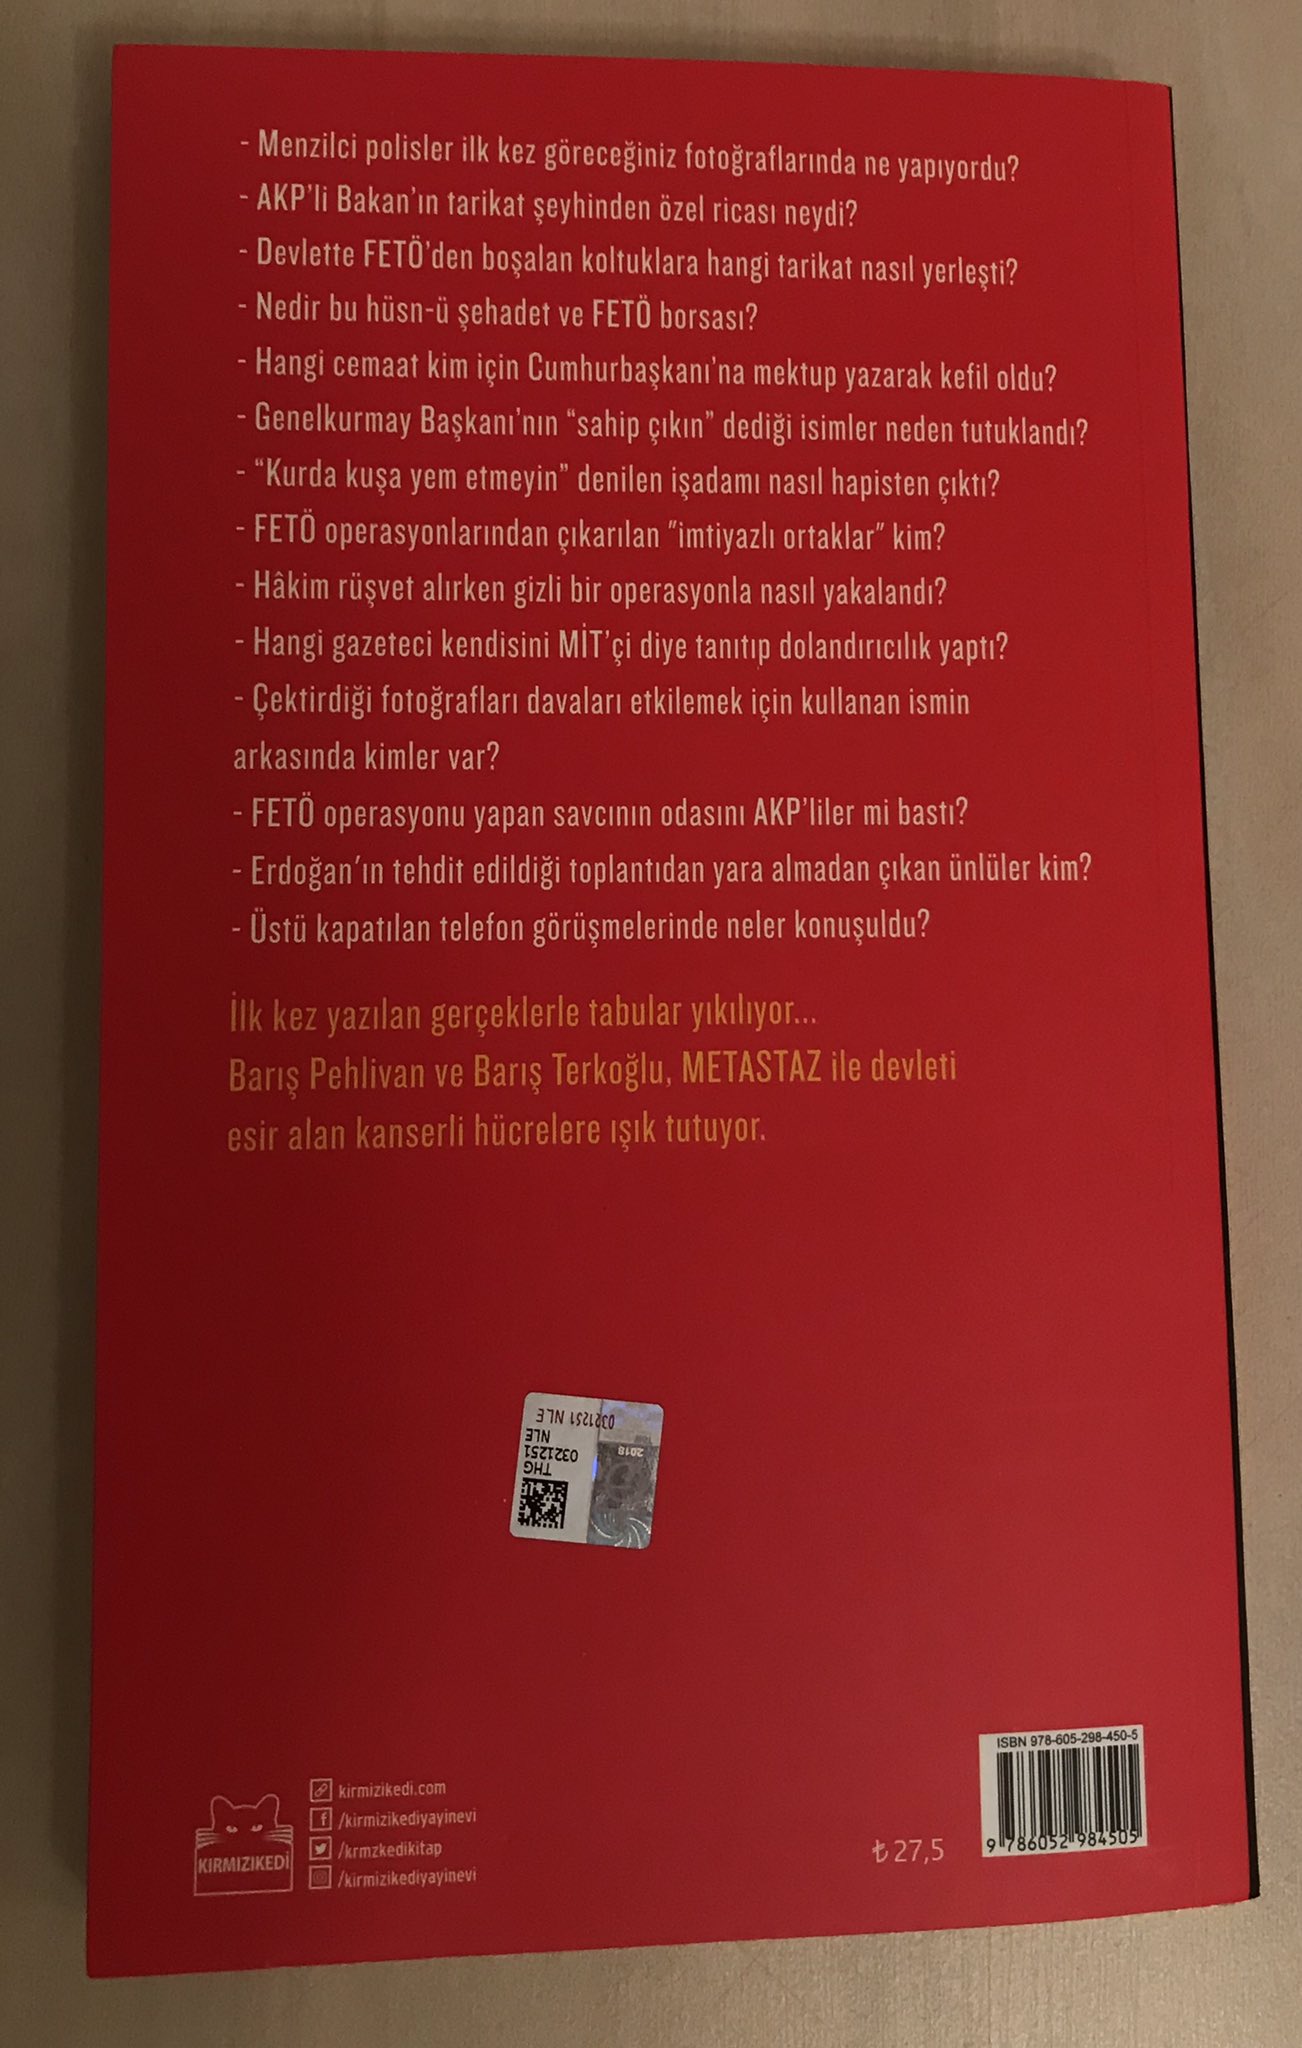 - Menzilci polisler ilk kez göreceğiniz fotoğraflarında ne yapıyordu?
- AKP'li Bakan'ın tarikat şeyhinden özel ricası neydi?
- Devlette FETÖ'den boşalan koltuklara hangi tarikat nasıl yerleşti?
- Nedir bu hüsn-ü şehadet ve FETÖ borsası?
- Hangi cemaat kim için Cumhurbaşkanı'na mektup yazarak kefil oldu?
- Genelkurmay Başkanı'nın “sahip çıkın” dediği isimler neden tutuklandı?
- “Kurda kuşa yem etmeyin” denilen işadamı nasıl hapisten çıktı?
- FETÖ operasyonlarından çıkarılan "imtiyazlı ortaklar" kim?
- Hâkim rüşvet alırken gizli bir operasyonla nasıl yakalandı?
- Hangi gazeteci kendisini MİT'çi diye tanıtıp dolandırıcılık yaptı?
- Çektirdiği fotoğrafları davaları etkilemek için kullanan ismin
arkasında kimler var?
- FETÖ operasyonu yapan savcının odasını AKP'liler mi bastı?
- Erdoğan'ın tehdit edildiği toplantıdan yara almadan çıkan ünlüler kim?
- Üstü kapatılan telefon görüşmelerinde neler konuşuldu?
İlk kez yazılan gerçeklerle tabular yıkılıyor...
Barış Pehlivan ve Barış Terkoğlu, METASTAZ ile devleti
esir alan kanserli hücrelere ışık tutuyor.
0321251 NLE
NLE
0321251
THG
2018
ISBN 978-605-298-450-5
9 786052 984505
₺27,5
KIRMIZIKEDİ
kirmizikedi.com
/kirmizikediyayinevi
/krmzkedikitap
/kirmizikediyayinevi